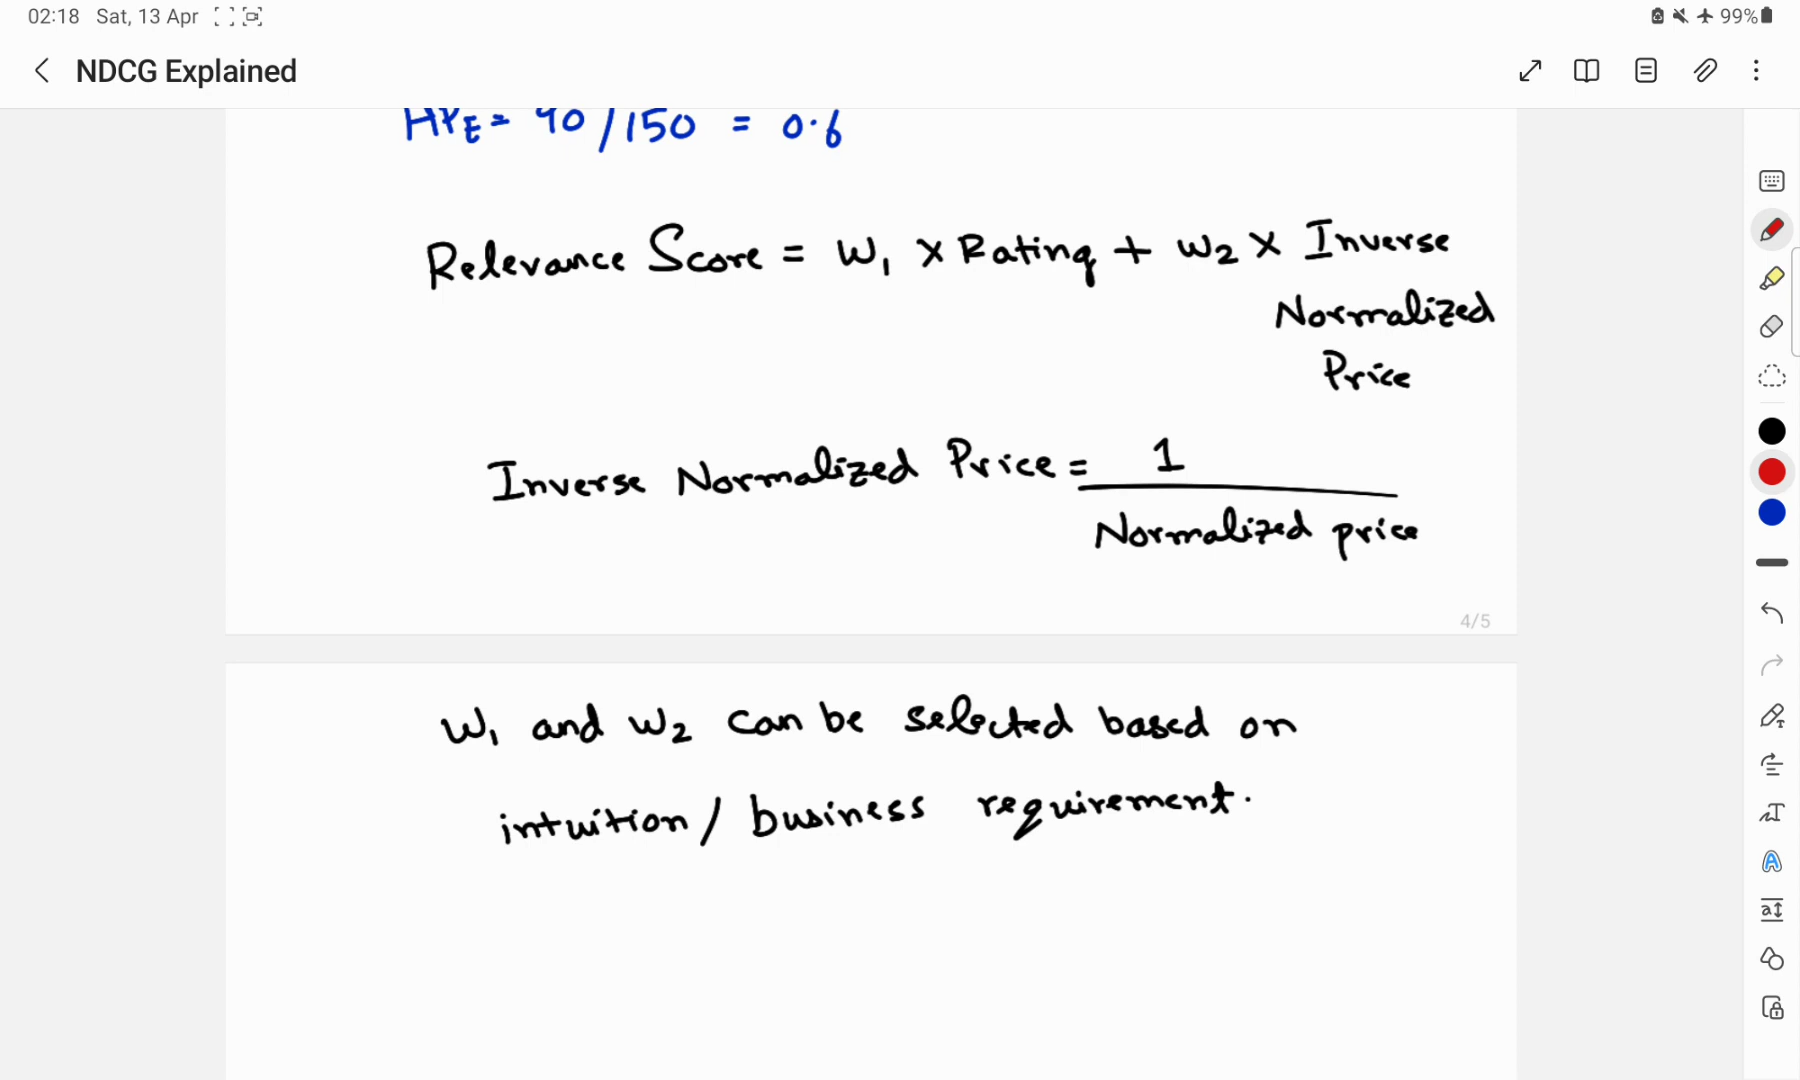 02:18 Sat, 13 Apr 99%
NDCG Explained
= 90/150 = 0.6
Relevance Score = W1 × Rating + W2 × Inverse
Normalized
Price
Inverse Normalized Price = 1
Normalized price
4/5
W1 and W2 can be selected based on
intuition / business requirement.